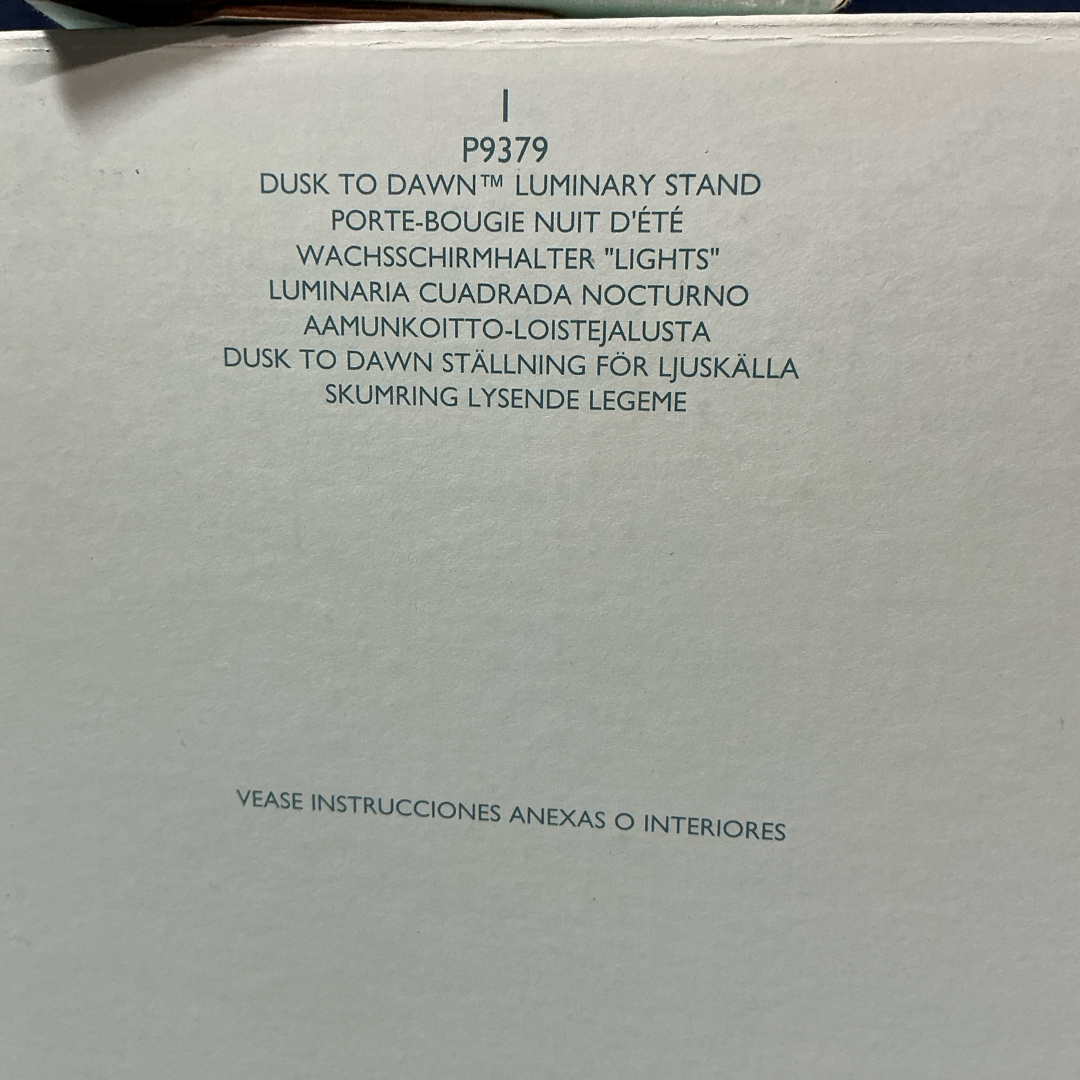 1
P9379
DUSK TO DAWN™ LUMINARY STAND
PORTE-BOUGIE NUIT D'ÉTÉ
WACHSSCHIRMHALTER "LIGHTS"
LUMINARIA CUADRADA NOCTURNO
AAMUNKOITTO-LOISTEJALUSTA
DUSK TO DAWN STÄLLNING FÖR LJUSKÄLLA
SKUMRING LYSENDE LEGEME
VEASE INSTRUCCIONES ANEXAS O INTERIORES